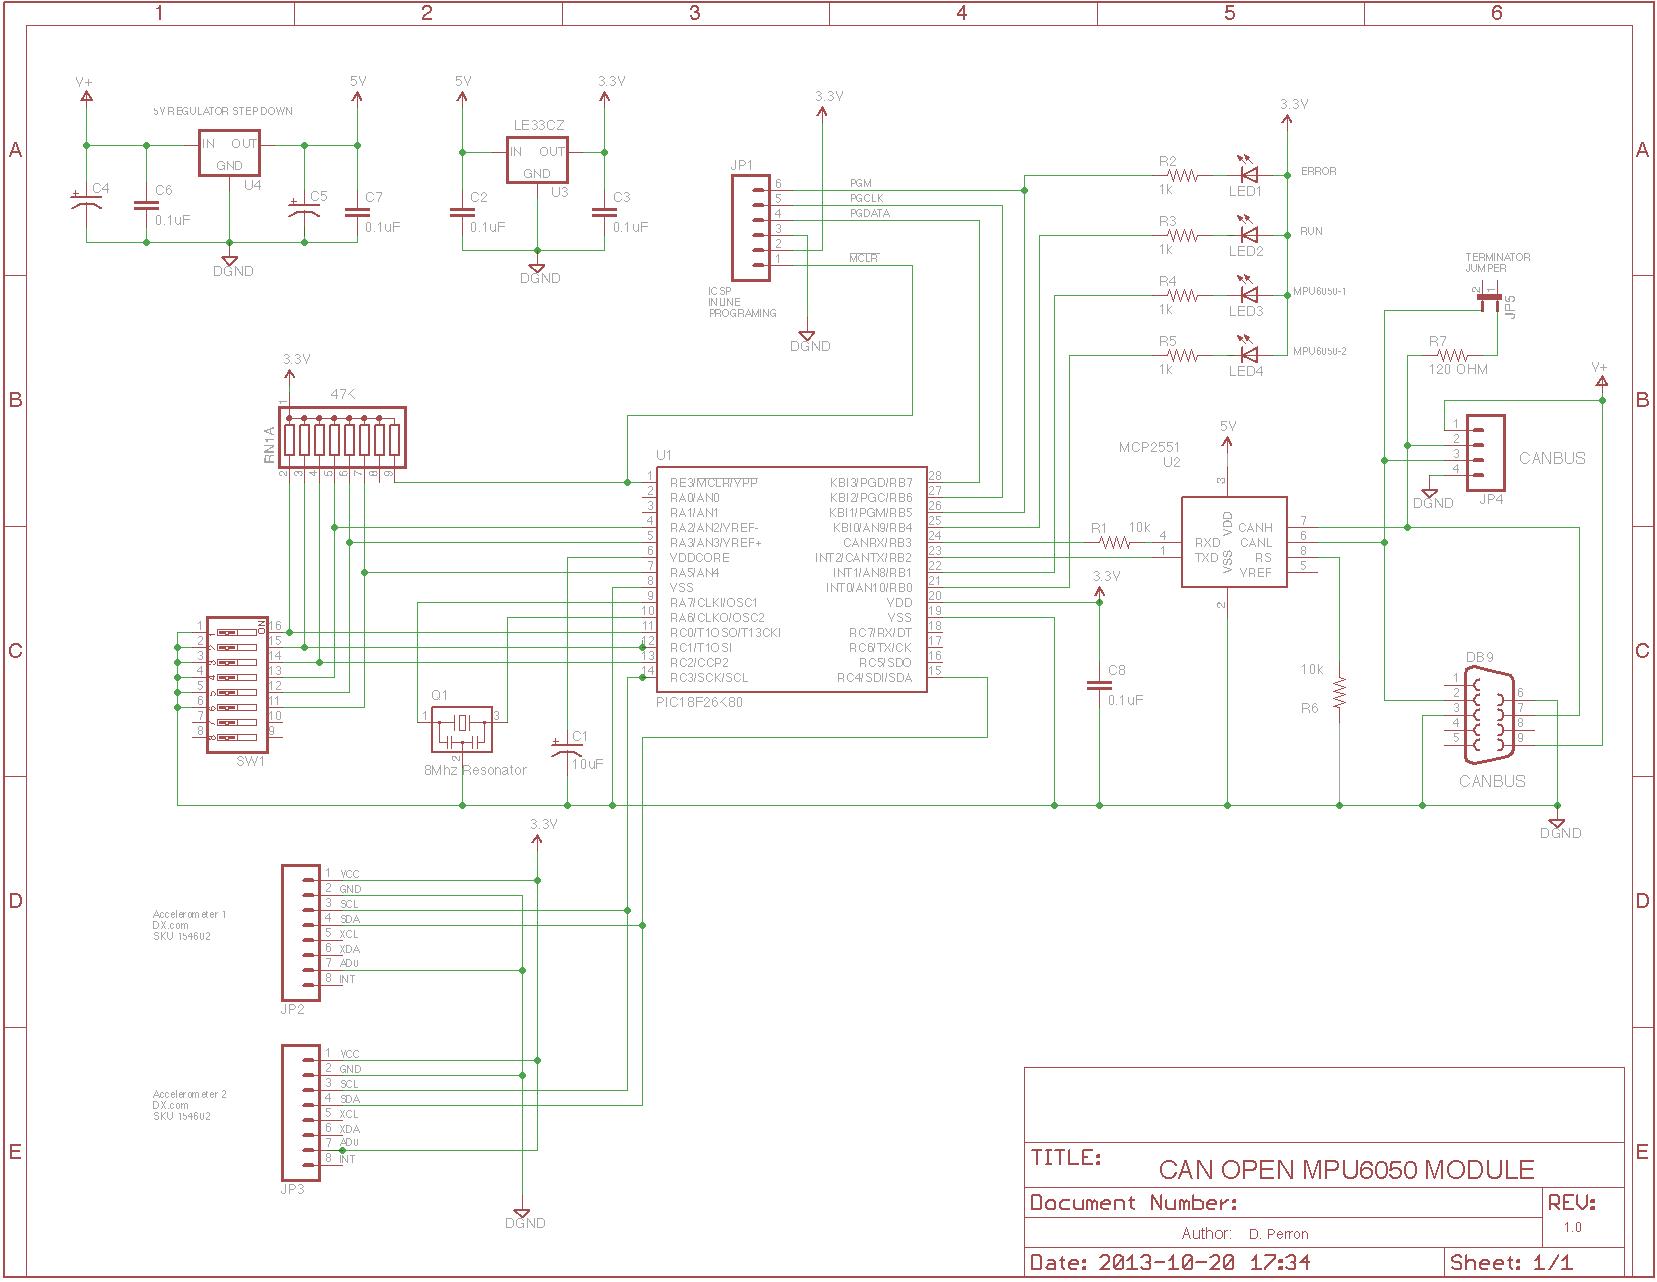 1 2 3 4 5 6
A A
B B
C C
D D
E E
V+
5V REGULATOR STEPDOWN
5V
IN OUT
GND
U4
C4
C6
0.1uF
C5
C7
0.1uF
DGND
5V
LE33CZ
3.3V
IN OUT
GND
U3
C2
0.1uF
C3
0.1uF
DGND
JP1
3.3V
6 PGM
5 PGCLK
4 PGDATA
3
2
1 MCLR
ICSP
INLINE
PROGRAMING
DGND
3.3V
R2
1k
LED1
ERROR
R3
1k
LED2
RUN
R4
1k
LED3
MPU6050-1
R5
1k
LED4
MPU6050-2
TERMINATOR
JUMPER
2 1
JP5
R7
120 OHM
V+
1
2
3
4
JP4
CANBUS
DGND
3.3V
47K
1
RN1A
2 3 4 5 6 7 8 9
U1
1 RE3/MCLR/VPP
2 RA0/AN0
3 RA1/AN1
4 RA2/AN2/VREF-
5 RA3/AN3/VREF+
6 VDDCORE
7 RA5/AN4
8 VSS
9 RA7/CLKI/OSC1
10 RA6/CLKO/OSC2
11 RC0/T1OSO/T13CKI
12 RC1/T1OSI
13 RC2/CCP2
14 RC3/SCK/SCL
KBI3/PGD/RB7 28
KBI2/PGC/RB6 27
KBI1/PGM/RB5 26
KBI0/AN9/RB4 25
CANRX/RB3 24
INT2/CANTX/RB2 23
INT1/AN8/RB1 22
INT0/AN10/RB0 21
VDD 20
VSS 19
RC7/RX/DT 18
RC6/TX/CK 17
RC5/SDO 16
RC4/SDI/SDA 15
PIC18F26K80
MCP2551
U2
5V
3
R1 10k
4 RXD
1 TXD
VDD
VSS
CANH 7
CANL 6
RS 8
VREF 5
2
3.3V
C8
0.1uF
10k
R6
DB9
1
2
3
4
5
6
7
8
9
CANBUS
DGND
ON
1 1 16
2 2 15
3 3 14
4 4 13
5 5 12
6 6 11
7 7 10
8 8 9
SW1
Q1
1 3
2
8Mhz Resonator
C1
10uF
3.3V
Accelerometer 1
DX.com
SKU 154602
1 VCC
2 GND
3 SCL
4 SDA
5 XCL
6 XDA
7 AD0
8 INT
JP2
Accelerometer 2
DX.com
SKU 154602
1 VCC
2 GND
3 SCL
4 SDA
5 XCL
6 XDA
7 AD0
8 INT
JP3
DGND
TITLE:
CAN OPEN MPU6050 MODULE
Document Number:
REV:
1.0
Author: D. Perron
Date: 2013-10-20 17:34
Sheet: 1/1